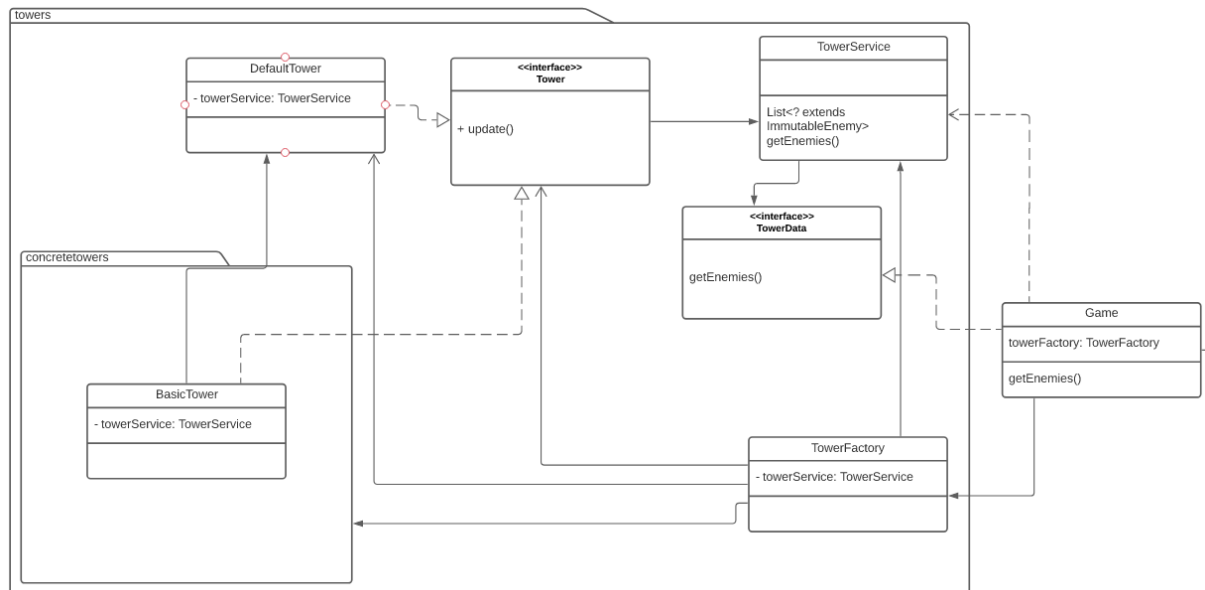 towers
DefaultTower
- towerService: TowerService
<<interface>>
Tower
+ update()
TowerService
List<? extends
ImmutableEnemy>
getEnemies()
<<interface>>
TowerData
getEnemies()
concretetowers
BasicTower
- towerService: TowerService
Game
towerFactory: TowerFactory
getEnemies()
TowerFactory
- towerService: TowerService